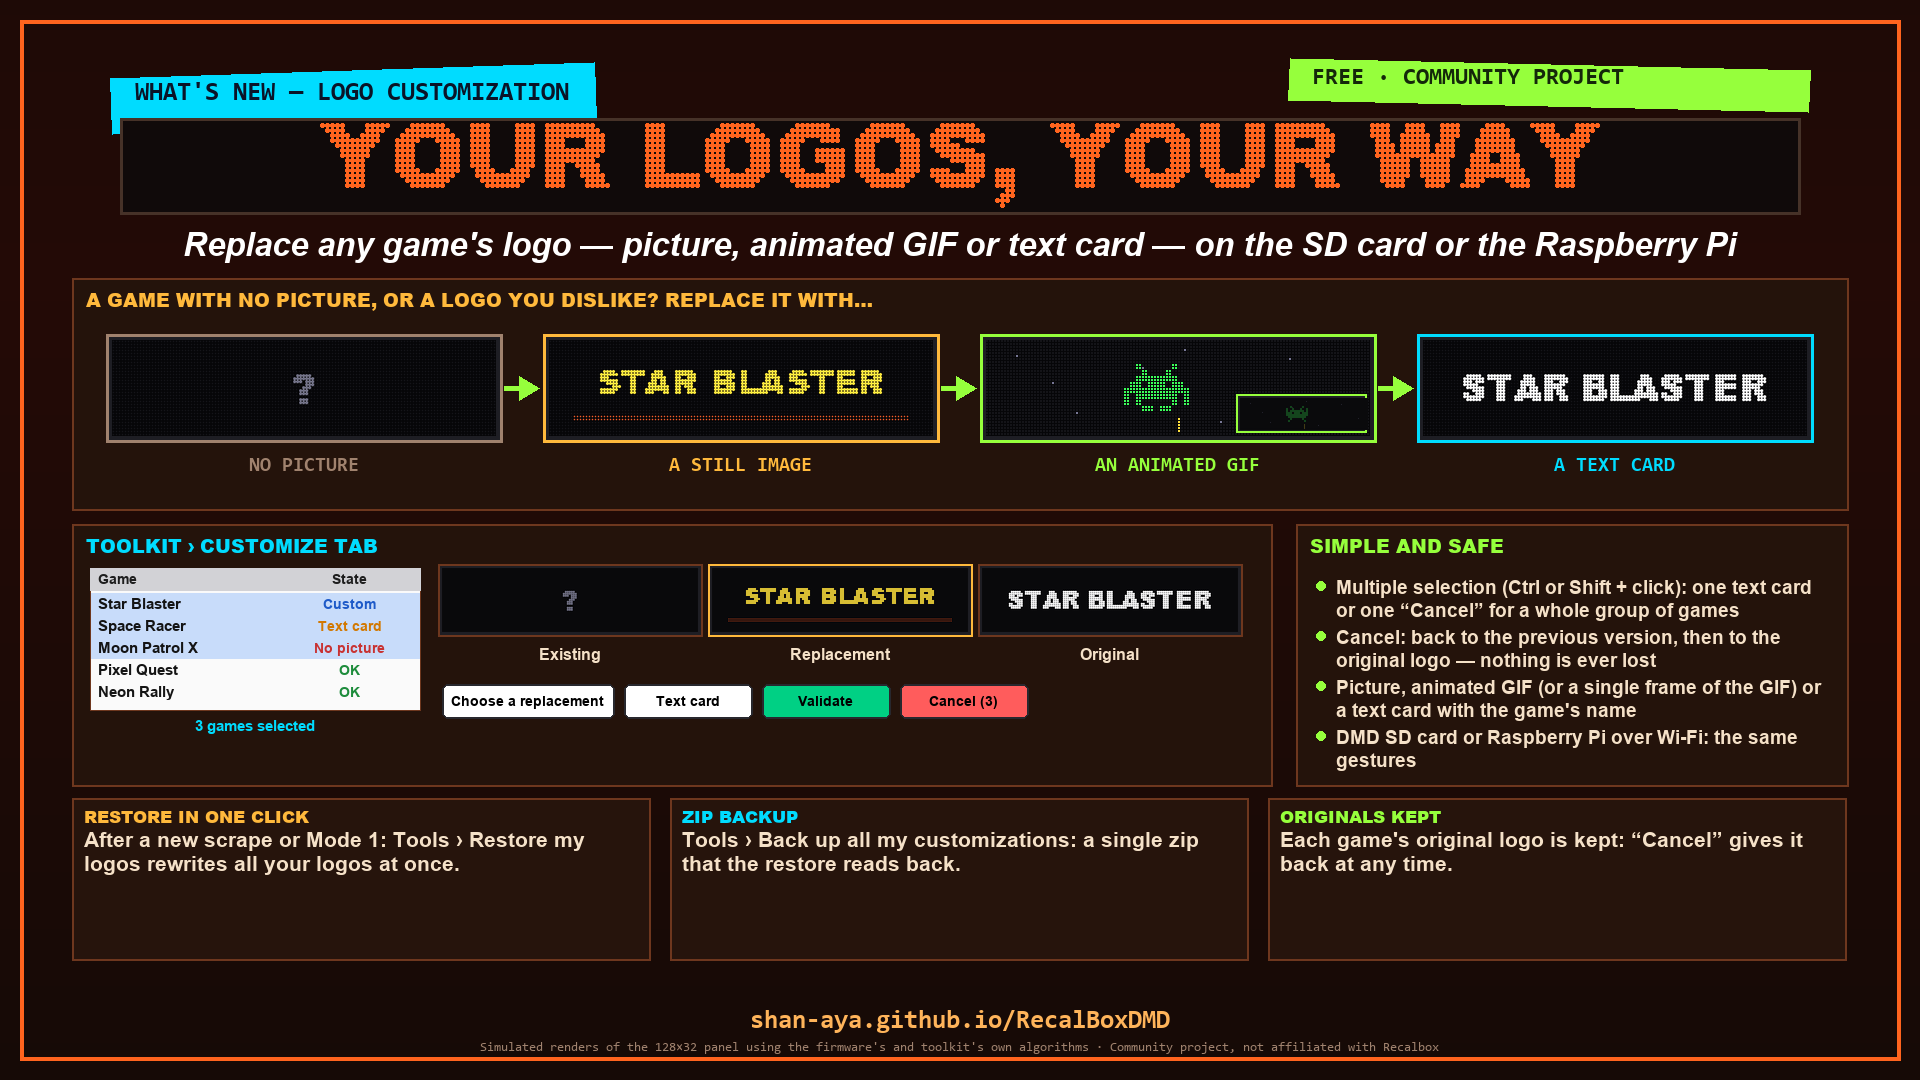 WHAT'S NEW — LOGO CUSTOMIZATION
FREE · COMMUNITY PROJECT
YOUR LOGOS, YOUR WAY
Replace any game's logo — picture, animated GIF or text card — on the SD card or the Raspberry Pi
A GAME WITH NO PICTURE, OR A LOGO YOU DISLIKE? REPLACE IT WITH...
?
STAR BLASTER
STAR BLASTER
NO PICTURE
A STILL IMAGE
AN ANIMATED GIF
A TEXT CARD
TOOLKIT › CUSTOMIZE TAB
Game State
Star Blaster Custom
Space Racer Text card
Moon Patrol X No picture
Pixel Quest OK
Neon Rally OK
3 games selected
?
STAR BLASTER
STAR BLASTER
Existing
Replacement
Original
Choose a replacement
Text card
Validate
Cancel (3)
SIMPLE AND SAFE
Multiple selection (Ctrl or Shift + click): one text card
or one “Cancel” for a whole group of games
Cancel: back to the previous version, then to the
original logo — nothing is ever lost
Picture, animated GIF (or a single frame of the GIF) or
a text card with the game's name
DMD SD card or Raspberry Pi over Wi-Fi: the same
gestures
RESTORE IN ONE CLICK
After a new scrape or Mode 1: Tools › Restore my
logos rewrites all your logos at once.
ZIP BACKUP
Tools › Back up all my customizations: a single zip
that the restore reads back.
ORIGINALS KEPT
Each game's original logo is kept: “Cancel” gives it
back at any time.
shan-aya.github.io/RecalBoxDMD
Simulated renders of the 128×32 panel using the firmware's and toolkit's own algorithms · Community project, not affiliated with Recalbox